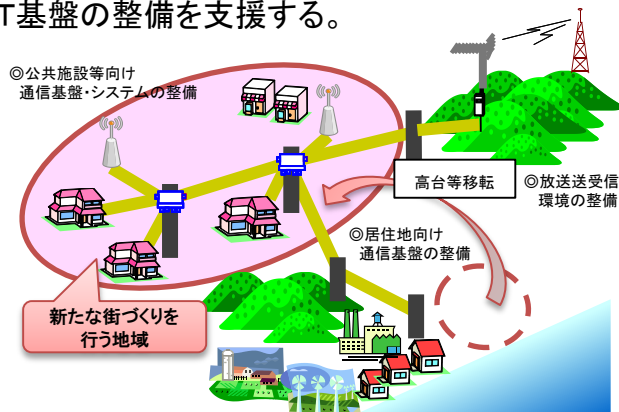 T基盤の整備を支援する。
◎公共施設等向け
通信基盤・システムの整備
高台等移転
◎放送送受信
環境の整備
◎居住地向け
通信基盤の整備
新たな街づくりを
行う地域